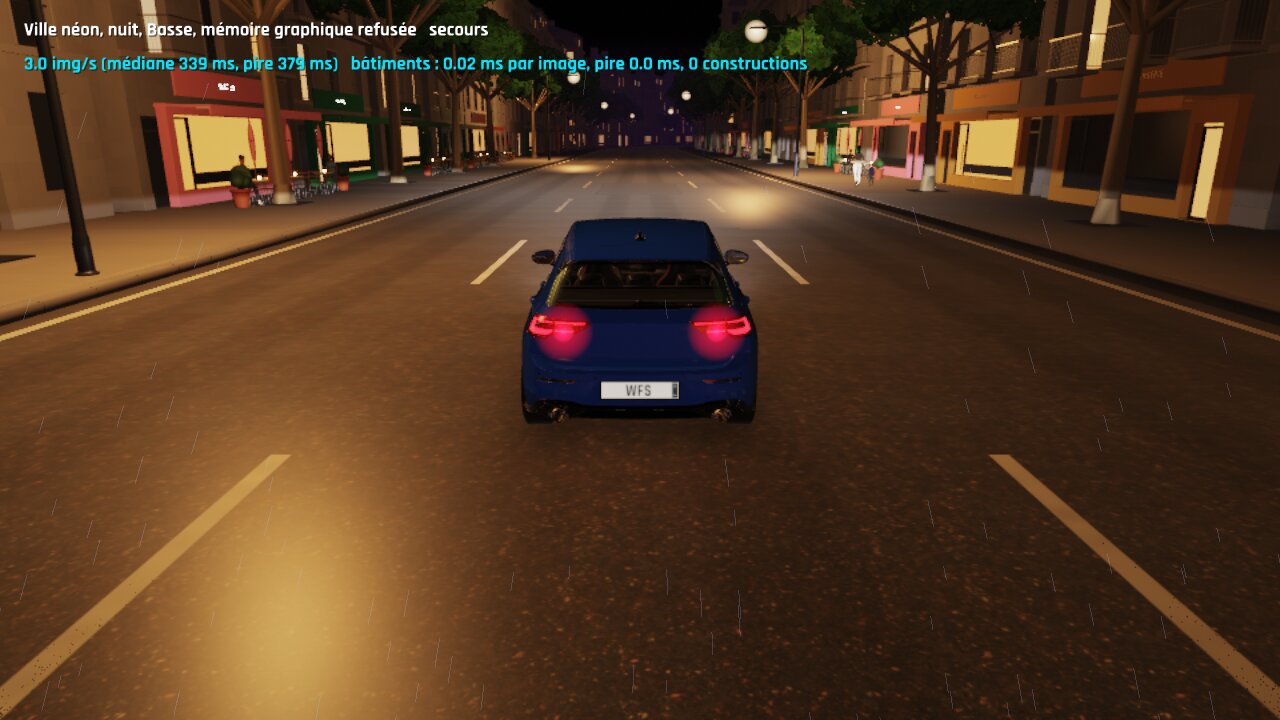 Ville néon, nuit, Basse, mémoire graphique refusée   secours
3.0 img/s (médiane 339 ms, pire 379 ms)   bâtiments : 0.02 ms par image, pire 0.0 ms, 0 constructions
WFS